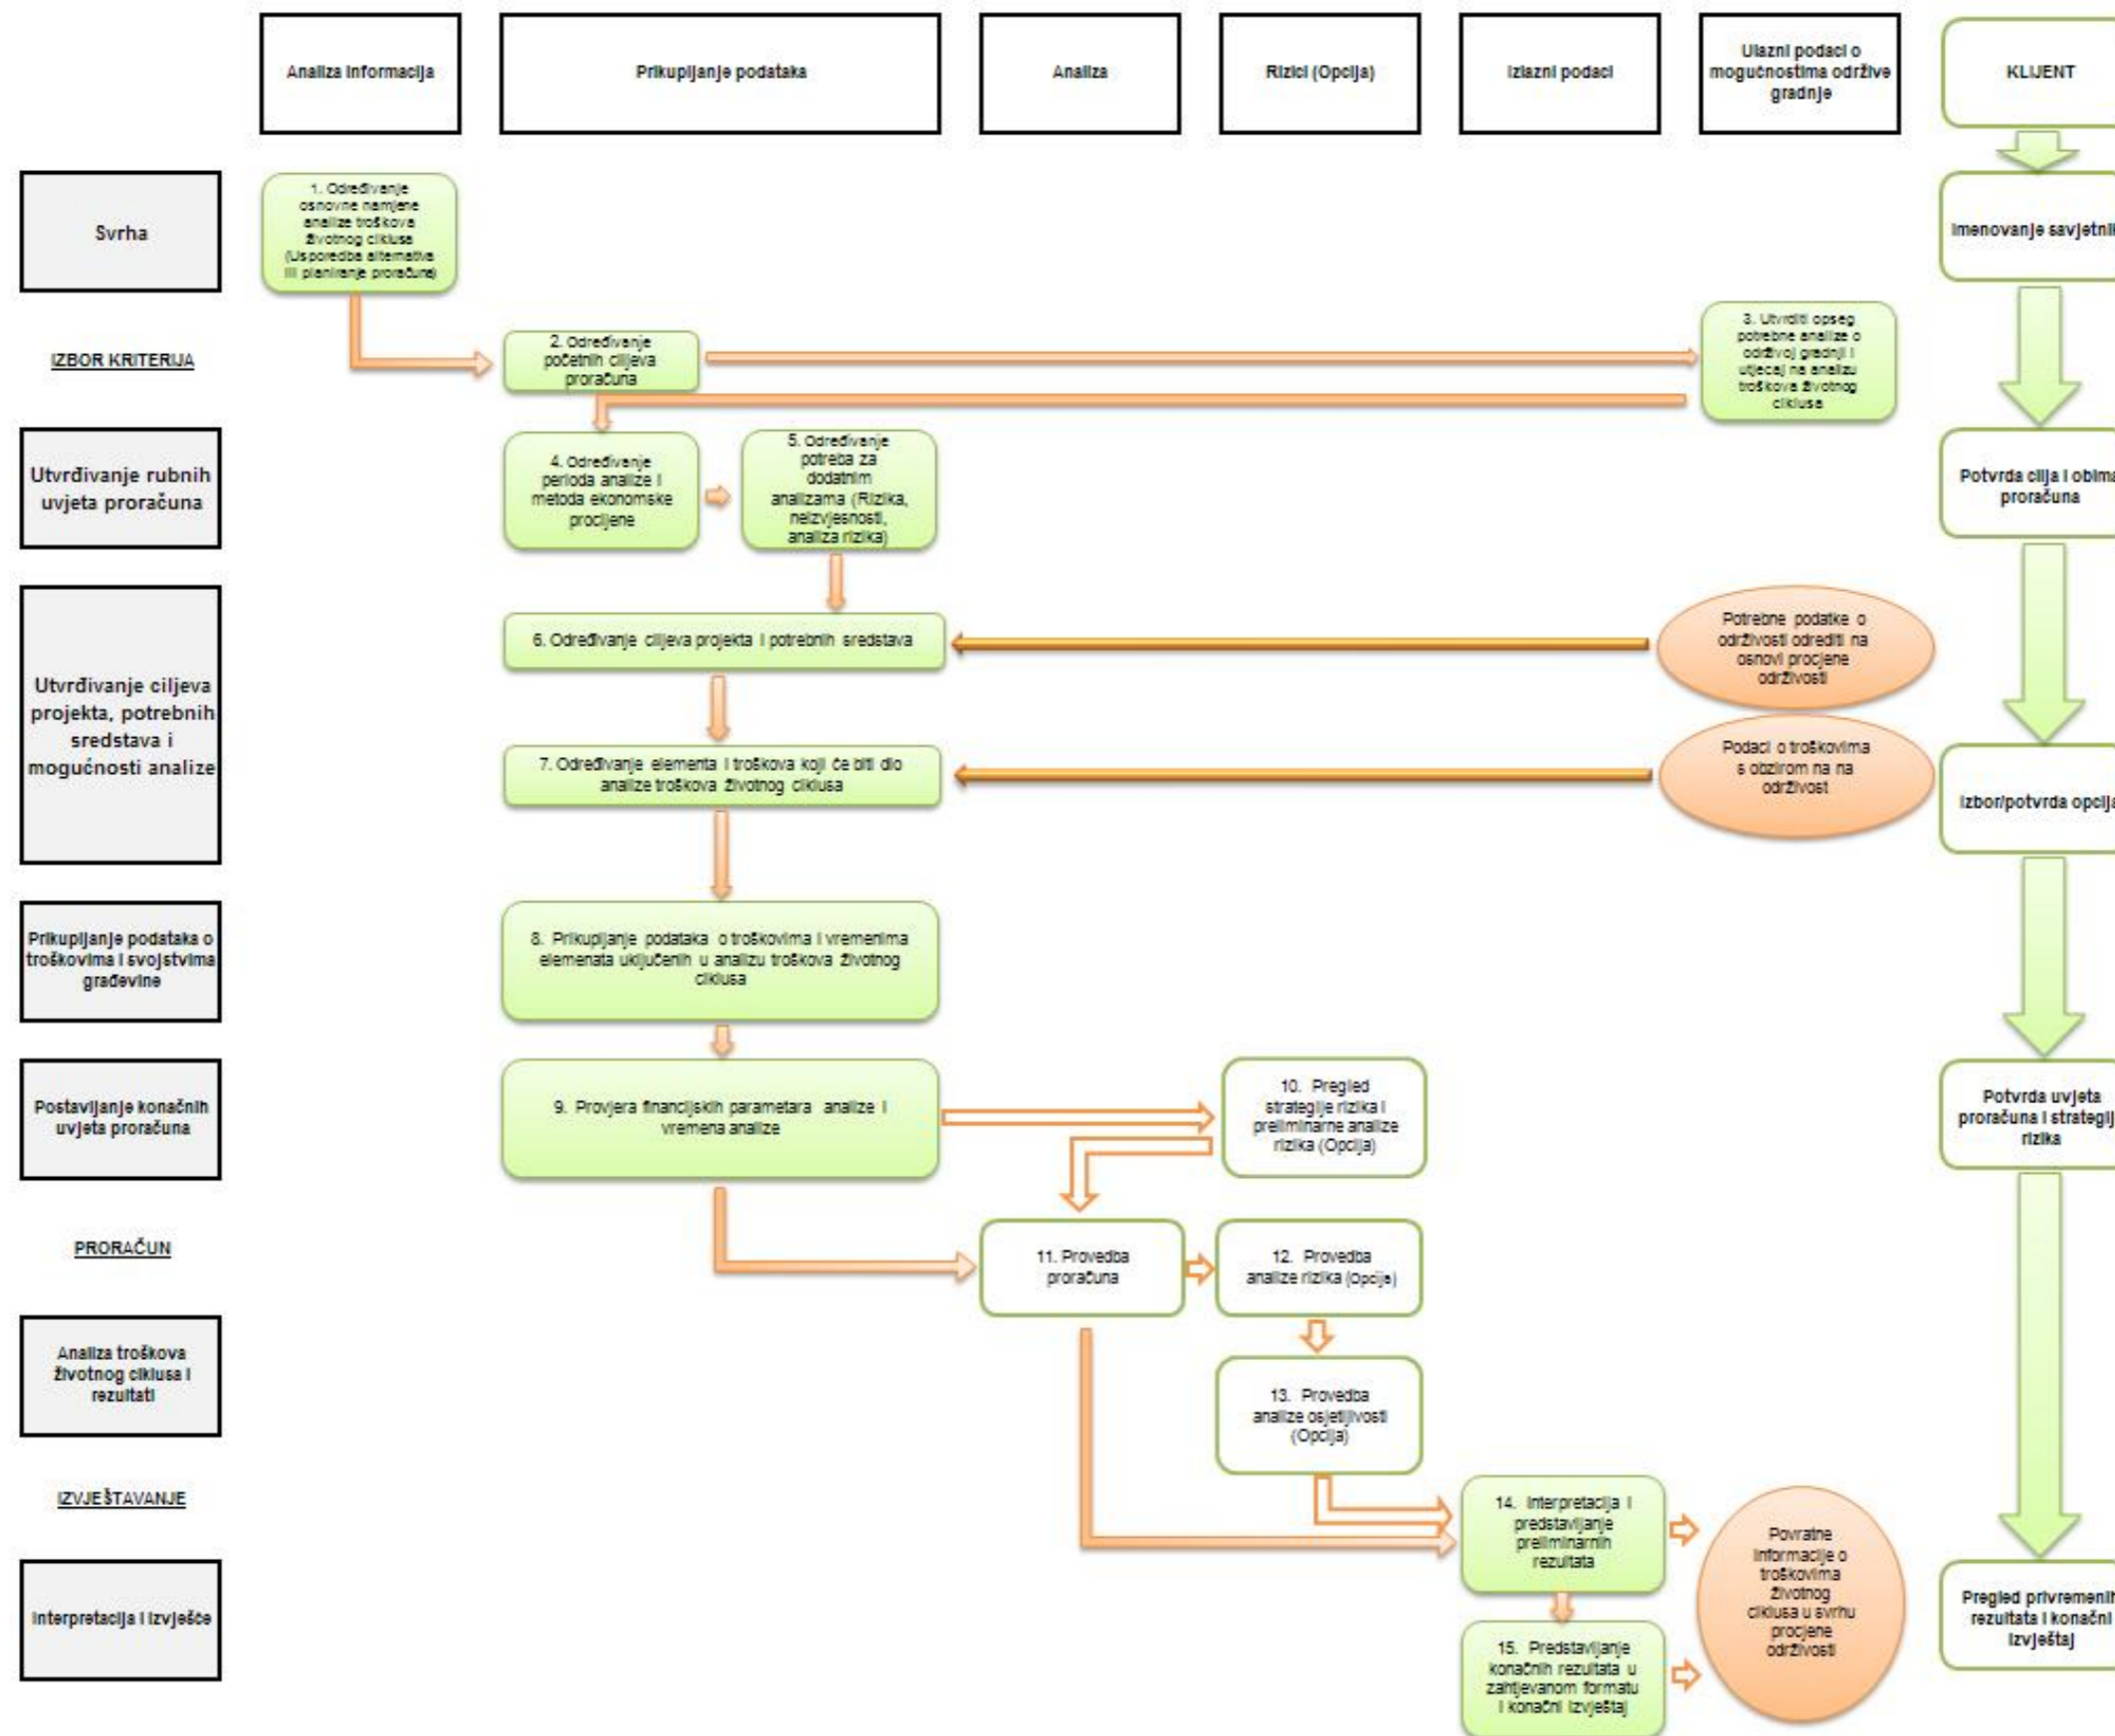 Analiza informacija
Prikupljanje podataka
Analiza
Rizici (Opcija)
Izlazni podaci
Ulazni podaci o
mogućnostima održive
gradnje
KLIJENT
Svrha
1. Određivanje
osnovne namjene
analize troškova
životnog ciklusa
(Usporedba alternativa
ili planiranje proračuna)
Imenovanje savjetnik
IZBOR KRITERIJA
2. Određivanje
početnih ciljeva
proračuna
3. Utvrditi opseg
potrebne analize o
održivoj gradnji i
utjecaj na analizu
troškova životnog
ciklusa
Utvrđivanje rubnih
uvjeta proračuna
4. Određivanje
perioda analize i
metoda ekonomske
procijene
5. Određivanje
potreba za
dodatnim
analizama (Rizika,
neizvjesnosti,
analiza rizika)
Potvrda cilja i obima
proračuna
Utvrđivanje ciljeva
projekta, potrebnih
sredstava i
mogućnosti analize
6. Određivanje ciljeva projekta i potrebnih sredstava
Potrebne podatke o
održivosti odrediti na
osnovi procjene
održivosti
7. Određivanje elementa i troškova koji će biti dio
analize troškova životnog ciklusa
Podaci o troškovima
s obzirom na na
održivost
Izbor/potvrda opcija
Prikupljanje podataka o
troškovima i svojstvima
građevine
8. Prikupljanje podataka o troškovima i vremenima
elemenata uključenih u analizu troškova životnog
ciklusa
Postavljanje konačnih
uvjeta proračuna
9. Provjera financijskih parametara analize i
vremena analize
10. Pregled
strategije rizika i
preliminarne analize
rizika (Opcija)
Potvrda uvjeta
proračuna i strategij
rizika
PRORAČUN
11. Provedba
proračuna
12. Provedba
analize rizika (Opcija)
Analiza troškova
životnog ciklusa i
rezultati
13. Provedba
analize osjetljivosti
(Opcija)
IZVJEŠTAVANJE
14. Interpretacija i
predstavljanje
preliminarnih
rezultata
Povratne
informacije o
troškovima
životnog
ciklusa u svrhu
procjene
održivosti
Interpretacija i izvješće
15. Predstavljanje
konačnih rezultata u
zahtjevanom formatu
i konačni izvještaj
Pregled privremenih
rezultata i konačni
izvještaj